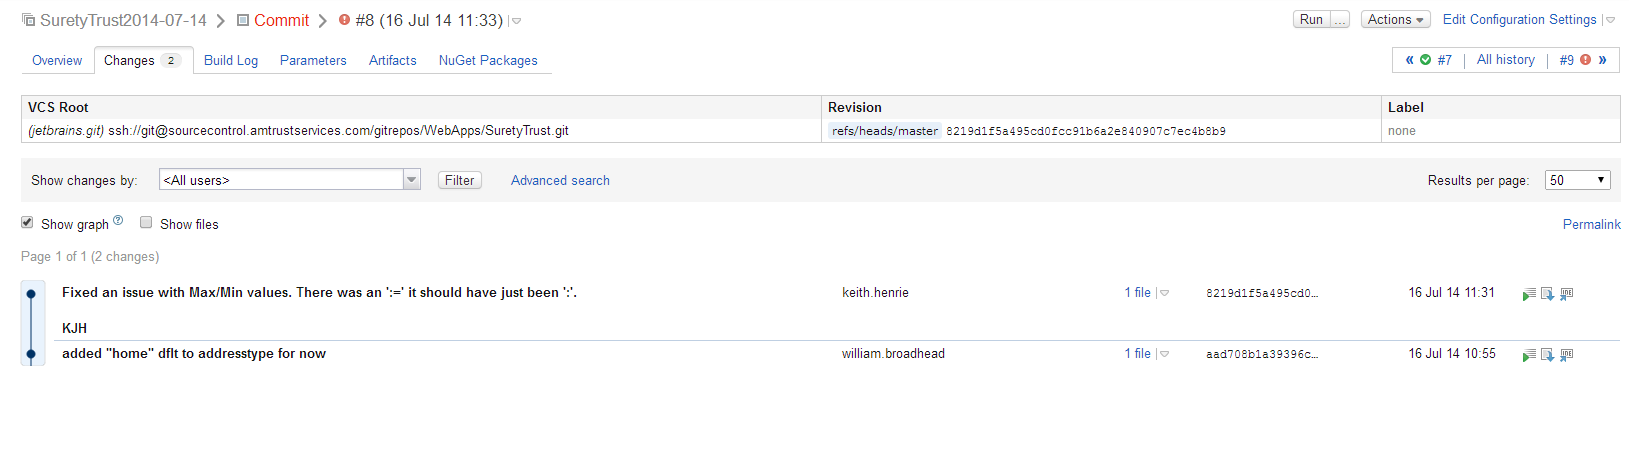 SuretyTrust2014-07-14 Commit #8 (16 Jul 14 11:33) Run ... Actions Edit Configuration Settings
Overview Changes 2 Build Log Parameters Artifacts NuGet Packages « #7 All history #9 »
VCS Root Revision Label
(jetbrains.git) ssh://git@sourcecontrol.amtrustservices.com/gitrepos/WebApps/SuretyTrust.git refs/heads/master 8219d1f5a495cd0fcc91b6a2e840907c7ec4b8b9 none
Show changes by: <All users> Filter Advanced search Results per page: 50
Show graph ? Show files Permalink
Page 1 of 1 (2 changes)
Fixed an issue with Max/Min values. There was an ':=' it should have just been ':'. keith.henrie 1 file 8219d1f5a495cd0... 16 Jul 14 11:31
KJH
added "home" dflt to addresstype for now william.broadhead 1 file aad708b1a39396c... 16 Jul 14 10:55